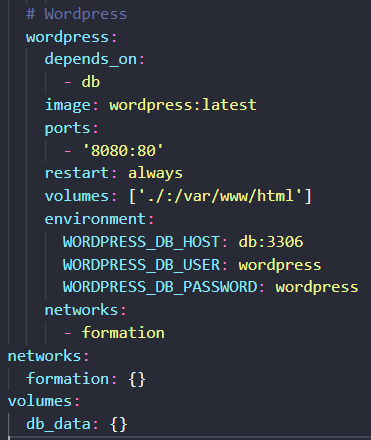 # Wordpress
wordpress:
depends_on:
- db
image: wordpress:latest
ports:
- '8080:80'
restart: always
volumes: ['./:/var/www/html']
environment:
WORDPRESS_DB_HOST: db:3306
WORDPRESS_DB_USER: wordpress
WORDPRESS_DB_PASSWORD: wordpress
networks:
- formation
networks:
formation: {}
volumes:
db_data: {}